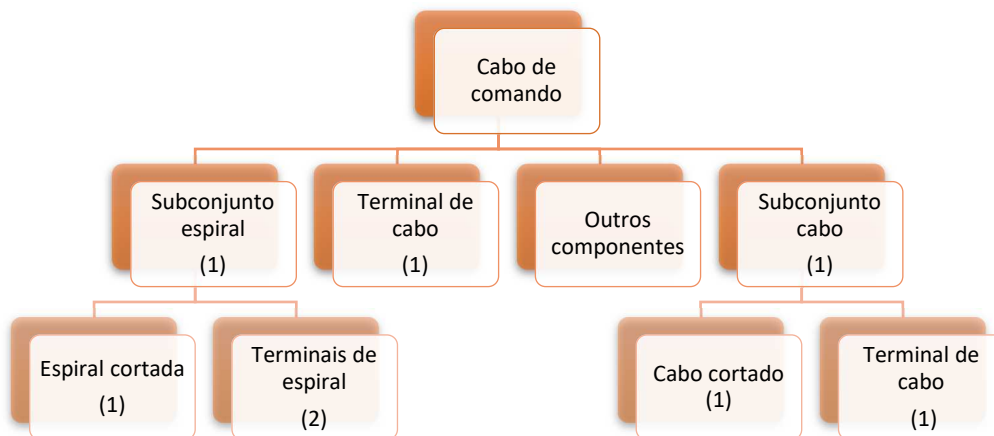 Cabo de
comando
Subconjunto
espiral
(1)
Terminal de
cabo
(1)
Outros
componentes
Subconjunto
cabo
(1)
Espiral cortada
(1)
Terminais de
espiral
(2)
Cabo cortado
(1)
Terminal de
cabo
(1)